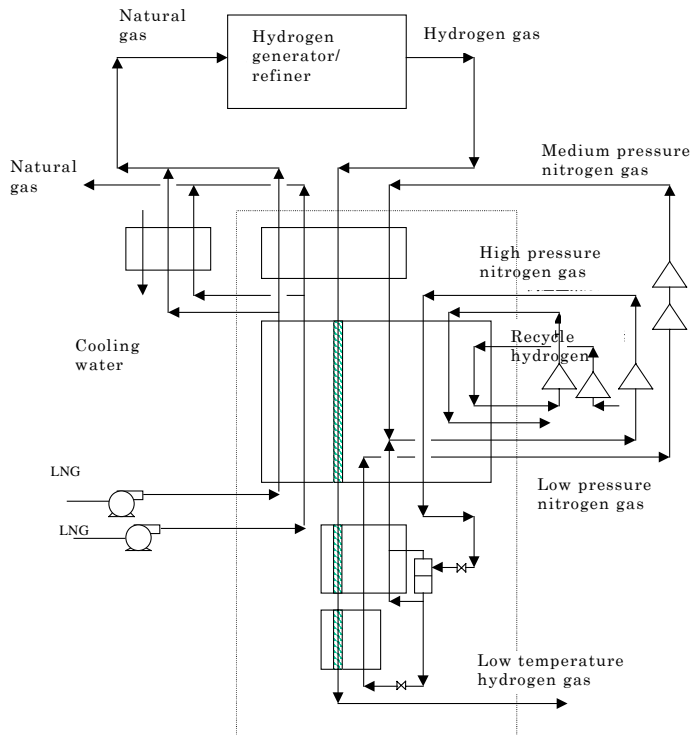 Natural
gas
Hydrogen
generator/
refiner
Hydrogen gas
Natural
gas
Medium pressure
nitrogen gas
High pressure
nitrogen gas
Recycle
hydrogen
Cooling
water
LNG
LNG
Low pressure
nitrogen gas
Low temperature
hydrogen gas